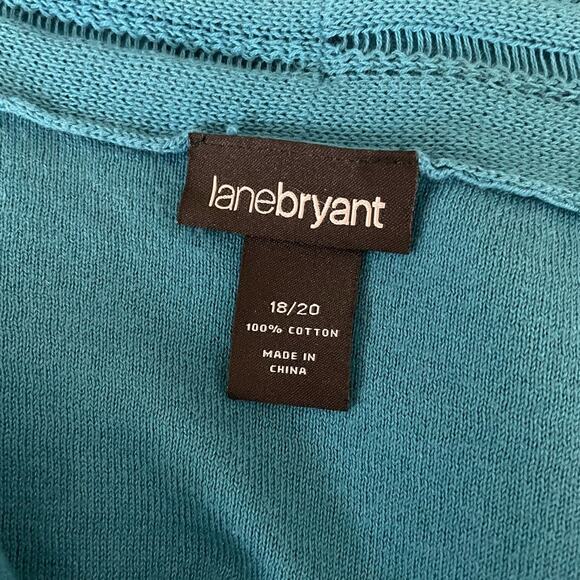 lanebryant
18/20
100% COTTON
MADE IN
CHINA